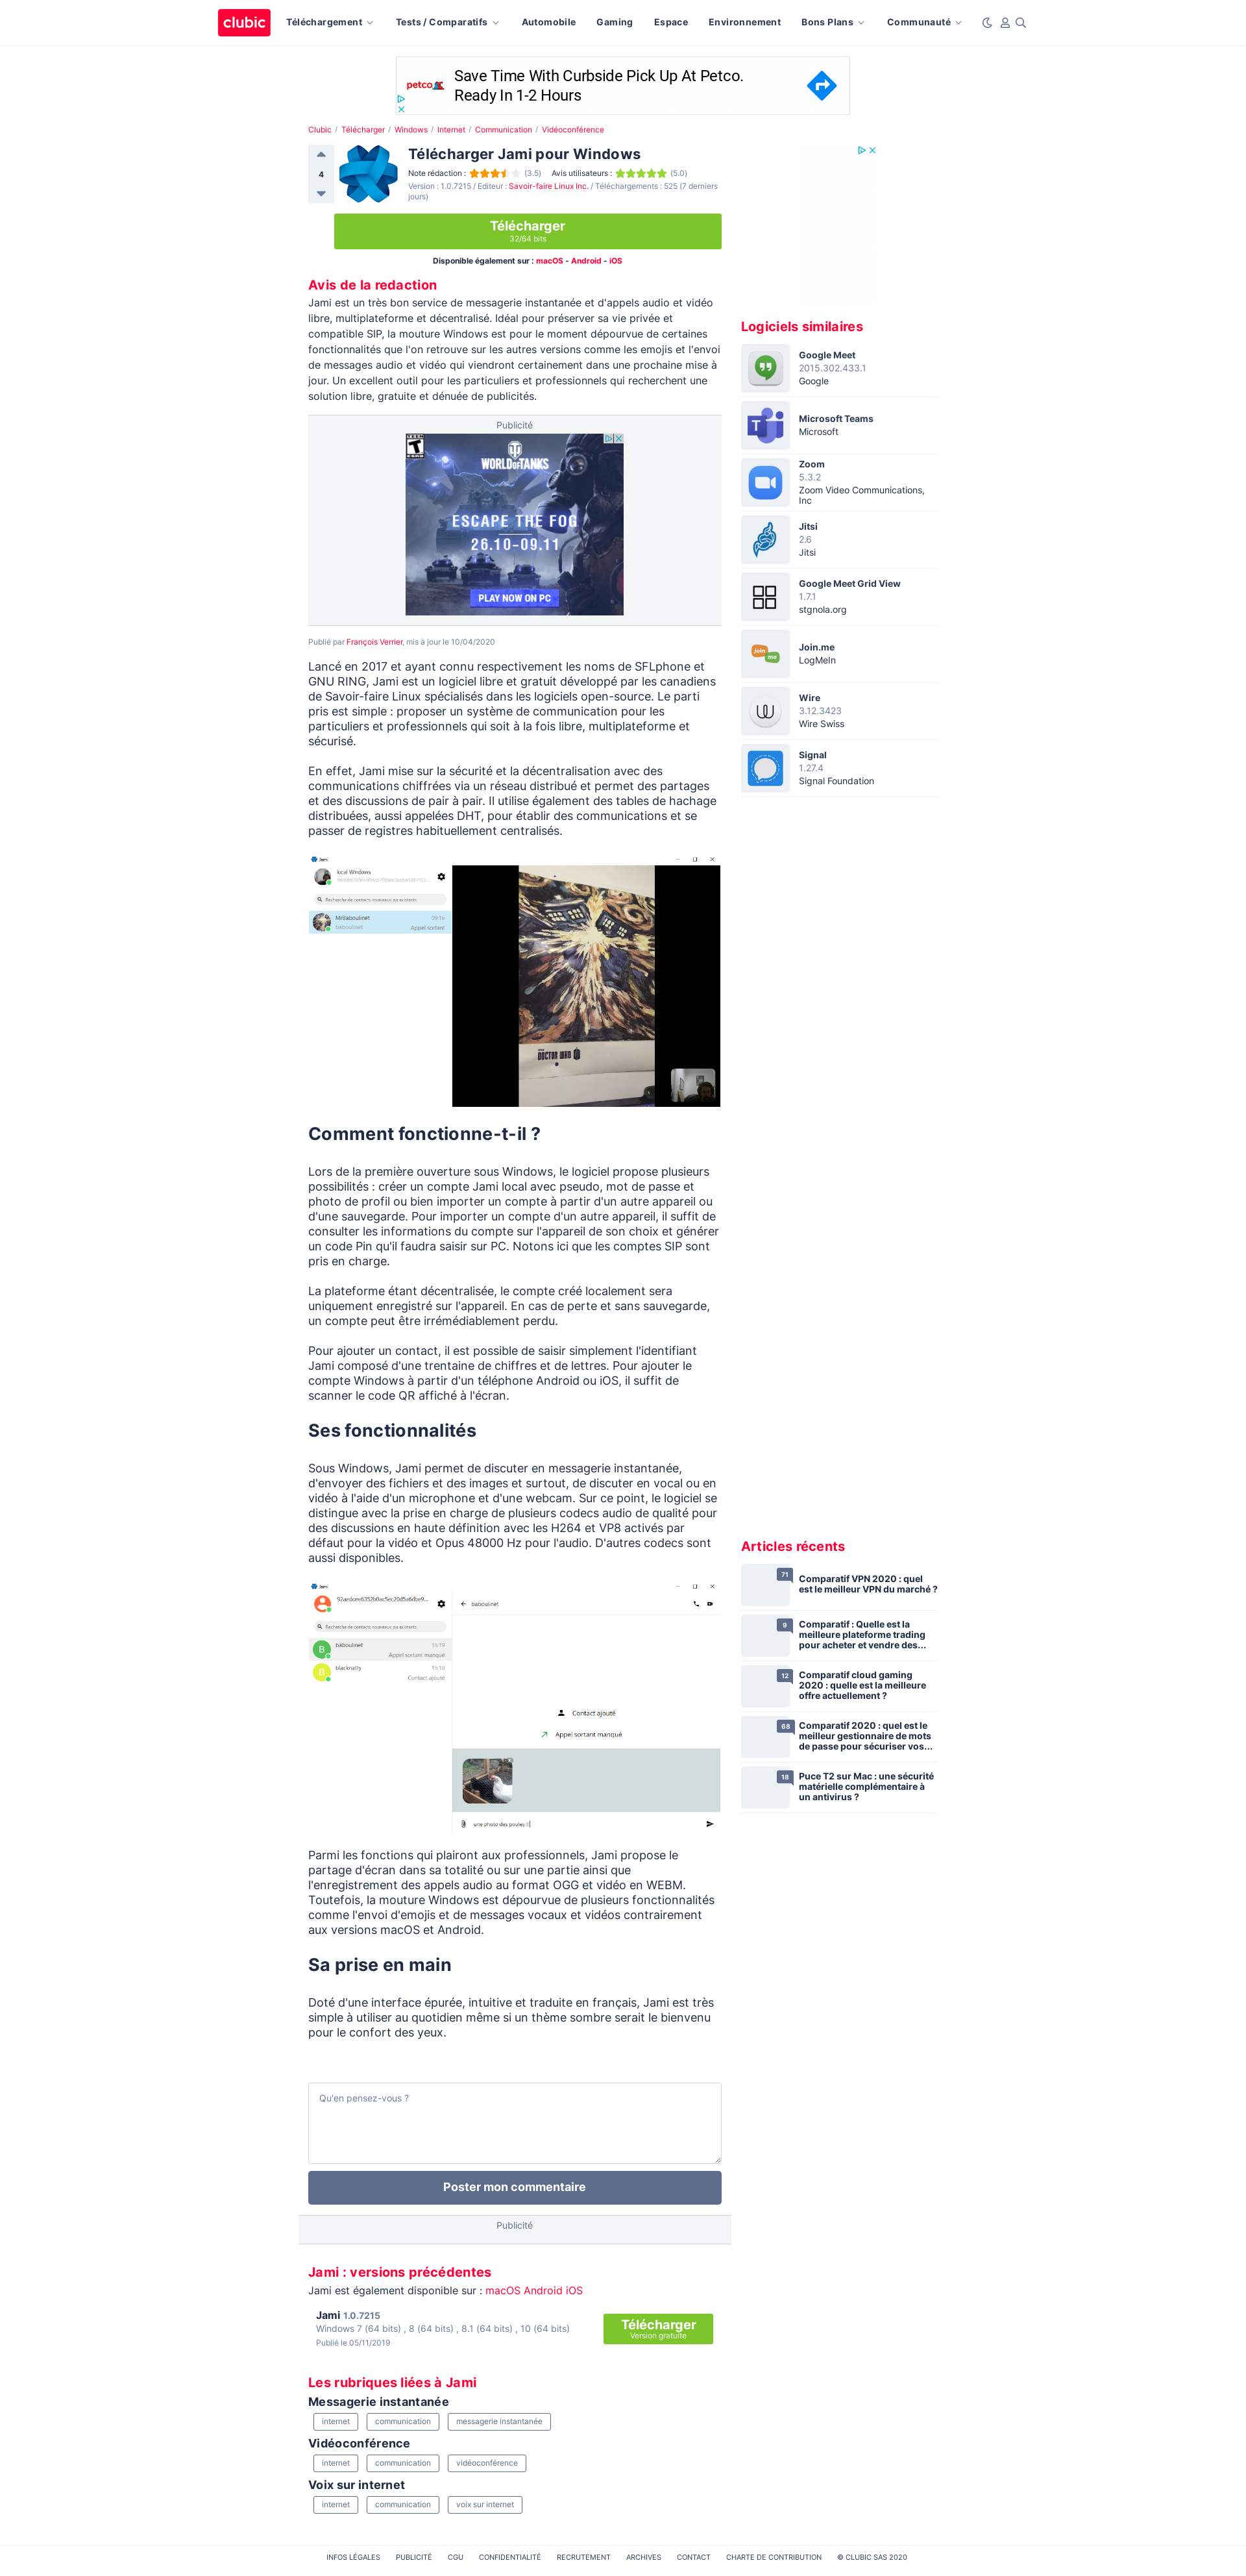 clubic Téléchargement Tests / Comparatifs Automobile Gaming Espace Environnement Bons Plans Communauté
petco Save Time With Curbside Pick Up At Petco.
Ready In 1-2 Hours
Clubic / Télécharger / Windows / Internet / Communication / Vidéoconférence
Télécharger Jami pour Windows
4
Note rédaction : (3.5) Avis utilisateurs : (5.0)
Version : 1.0.7215 / Editeur : Savoir-faire Linux Inc. / Téléchargements : 525 (7 derniers
jours)
Télécharger
32/64 bits
Disponible également sur : macOS - Android - iOS
Avis de la redaction
Jami est un très bon service de messagerie instantanée et d'appels audio et vidéo
libre, multiplateforme et décentralisé. Idéal pour préserver sa vie privée et
compatible SIP, la mouture Windows est pour le moment dépourvue de certaines
fonctionnalités que l'on retrouve sur les autres versions comme les emojis et l'envoi
de messages audio et vidéo qui viendront certainement dans une prochaine mise à
jour. Un excellent outil pour les particuliers et professionnels qui recherchent une
solution libre, gratuite et dénuée de publicités.
Publicité
T
WORLD OF TANKS
ESCAPE THE FOG
26.10-09.11
PLAY NOW ON PC
Publié par François Verrier, mis à jour le 10/04/2020
Lancé en 2017 et ayant connu respectivement les noms de SFLphone et
GNU RING, Jami est un logiciel libre et gratuit développé par les canadiens
de Savoir-faire Linux spécialisés dans les logiciels open-source. Le parti
pris est simple : proposer un système de communication pour les
particuliers et professionnels qui soit à la fois libre, multiplateforme et
sécurisé.
En effet, Jami mise sur la sécurité et la décentralisation avec des
communications chiffrées via un réseau distribué et permet des partages
et des discussions de pair à pair. Il utilise également des tables de hachage
distribuées, aussi appelées DHT, pour établir des communications et se
passer de registres habituellement centralisés.
Jami
local Windows
Recherche de contacts nouveaux ou existants
Mrllaboulinet 09:16
baboulinet Appel sortant
DOCTOR WHO
Comment fonctionne-t-il ?
Lors de la première ouverture sous Windows, le logiciel propose plusieurs
possibilités : créer un compte Jami local avec pseudo, mot de passe et
photo de profil ou bien importer un compte à partir d'un autre appareil ou
d'une sauvegarde. Pour importer un compte d'un autre appareil, il suffit de
consulter les informations du compte sur l'appareil de son choix et générer
un code Pin qu'il faudra saisir sur PC. Notons ici que les comptes SIP sont
pris en charge.
La plateforme étant décentralisée, le compte créé localement sera
uniquement enregistré sur l'appareil. En cas de perte et sans sauvegarde,
un compte peut être irrémédiablement perdu.
Pour ajouter un contact, il est possible de saisir simplement l'identifiant
Jami composé d'une trentaine de chiffres et de lettres. Pour ajouter le
compte Windows à partir d'un téléphone Android ou iOS, il suffit de
scanner le code QR affiché à l'écran.
Ses fonctionnalités
Sous Windows, Jami permet de discuter en messagerie instantanée,
d'envoyer des fichiers et des images et surtout, de discuter en vocal ou en
vidéo à l'aide d'un microphone et d'une webcam. Sur ce point, le logiciel se
distingue avec la prise en charge de plusieurs codecs audio de qualité pour
des discussions en haute définition avec les H264 et VP8 activés par
défaut pour la vidéo et Opus 48000 Hz pour l'audio. D'autres codecs sont
aussi disponibles.
Jami
baboulinet
Recherche de contacts nouveaux ou existants
B baboulinet 11:19
Appel sortant manqué
B blacknelty 11:18
Contact ajouté
Contact ajouté
Appel sortant manqué
une photo des poules !!
Parmi les fonctions qui plairont aux professionnels, Jami propose le
partage d'écran dans sa totalité ou sur une partie ainsi que
l'enregistrement des appels audio au format OGG et vidéo en WEBM.
Toutefois, la mouture Windows est dépourvue de plusieurs fonctionnalités
comme l'envoi d'emojis et de messages vocaux et vidéos contrairement
aux versions macOS et Android.
Sa prise en main
Doté d'une interface épurée, intuitive et traduite en français, Jami est très
simple à utiliser au quotidien même si un thème sombre serait le bienvenu
pour le confort des yeux.
Qu'en pensez-vous ?
Poster mon commentaire
Publicité
Jami : versions précédentes
Jami est également disponible sur : macOS Android iOS
Jami 1.0.7215
Windows 7 (64 bits) , 8 (64 bits) , 8.1 (64 bits) , 10 (64 bits)
Publié le 05/11/2019
Télécharger
Version gratuite
Les rubriques liées à Jami
Messagerie instantanée
internet communication messagerie instantanée
Vidéoconférence
internet communication vidéoconférence
Voix sur internet
internet communication voix sur internet
Logiciels similaires
Google Meet
2015.302.433.1
Google
Microsoft Teams
Microsoft
Zoom
5.3.2
Zoom Video Communications,
Inc
Jitsi
2.6
Jitsi
Google Meet Grid View
1.7.1
stgnola.org
join me
Join.me
LogMeIn
Wire
3.12.3423
Wire Swiss
Signal
1.27.4
Signal Foundation
Articles récents
71
Comparatif VPN 2020 : quel
est le meilleur VPN du marché ?
9
Comparatif : Quelle est la
meilleure plateforme trading
pour acheter et vendre des...
12
Comparatif cloud gaming
2020 : quelle est la meilleure
offre actuellement ?
68
Comparatif 2020 : quel est le
meilleur gestionnaire de mots
de passe pour sécuriser vos...
18
Puce T2 sur Mac : une sécurité
matérielle complémentaire à
un antivirus ?
INFOS LÉGALES PUBLICITÉ CGU CONFIDENTIALITÉ RECRUTEMENT ARCHIVES CONTACT CHARTE DE CONTRIBUTION © CLUBIC SAS 2020